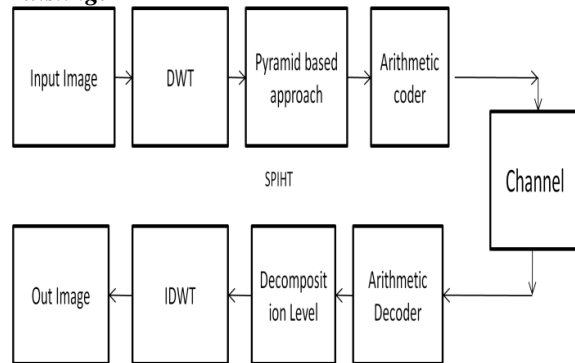 Input Image
DWT
Pyramid based
approach
Arithmetic
coder
SPIHT
Channel
Out Image
IDWT
Decomposit
ion Level
Arithmetic
Decoder